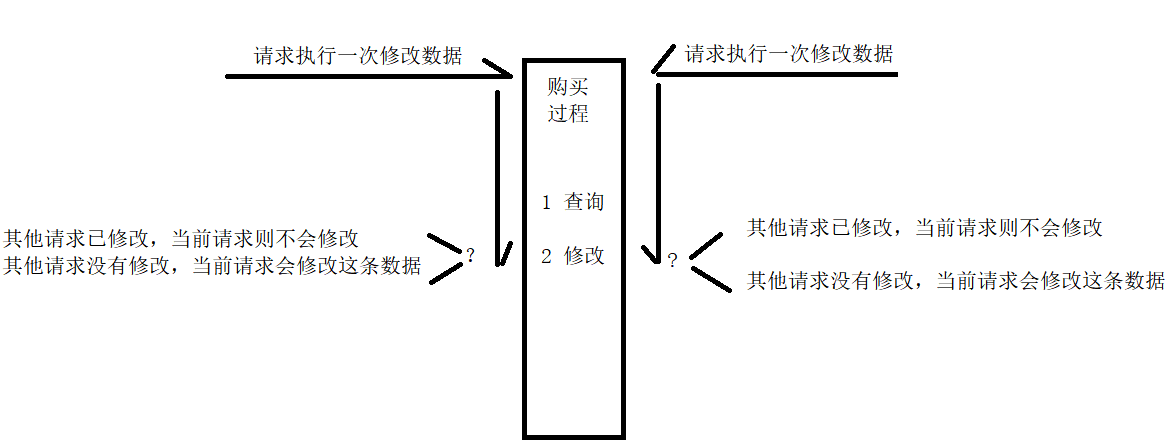 请求执行一次修改数据
请求执行一次修改数据
购买
过程
1 查询
2 修改
其他请求已修改，当前请求则不会修改
其他请求没有修改，当前请求会修改这条数据
?
?
其他请求已修改，当前请求则不会修改
其他请求没有修改，当前请求会修改这条数据